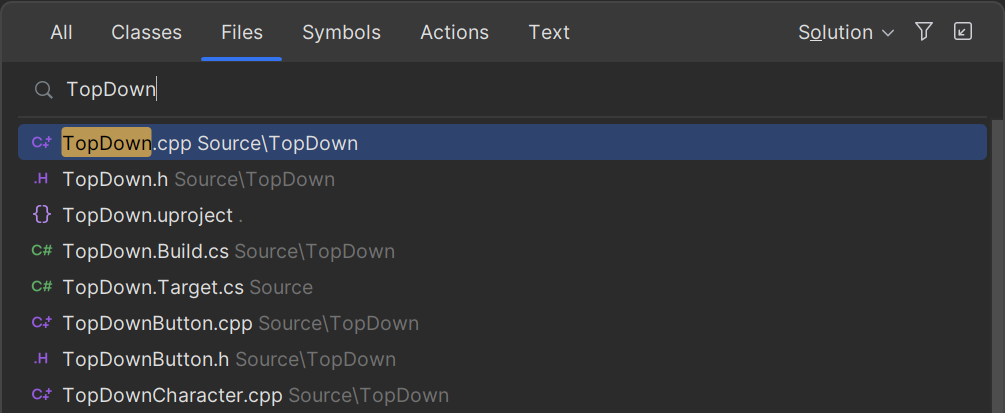 All Classes Files Symbols Actions Text Solution
TopDown
C++ TopDown.cpp Source\TopDown
.H TopDown.h Source\TopDown
{} TopDown.uproject .
C# TopDown.Build.cs Source\TopDown
C# TopDown.Target.cs Source
C++ TopDownButton.cpp Source\TopDown
.H TopDownButton.h Source\TopDown
C++ TopDownCharacter.cpp Source\TopDown